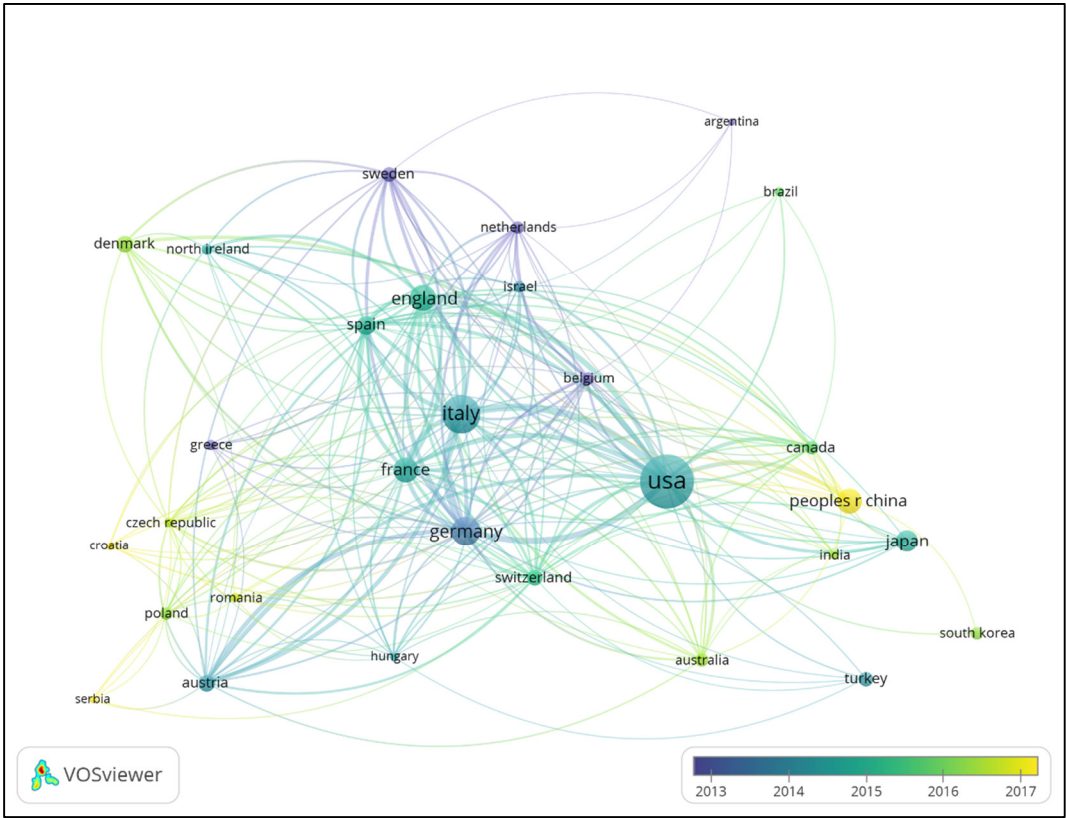 argentina
sweden
brazil
netherlands
denmark
north ireland
israel
england
spain
belgium
italy
greece
canada
france
usa
peoples r china
czech republic
germany
croatia
japan
india
switzerland
romania
poland
south korea
hungary
australia
austria
turkey
serbia
VOSviewer
2013 2014 2015 2016 2017